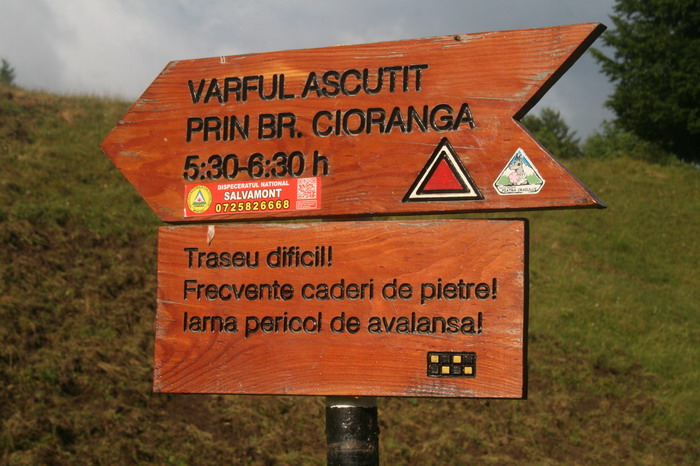 VARFUL ASCUTIT
PRIN BR. CIORANGA
5:30-6:30 h
DISPECERATUL NATIONAL
SALVAMONT
0725826668
Traseu dificil!
Frecvente caderi de pietre!
Iarna pericol de avalansa!